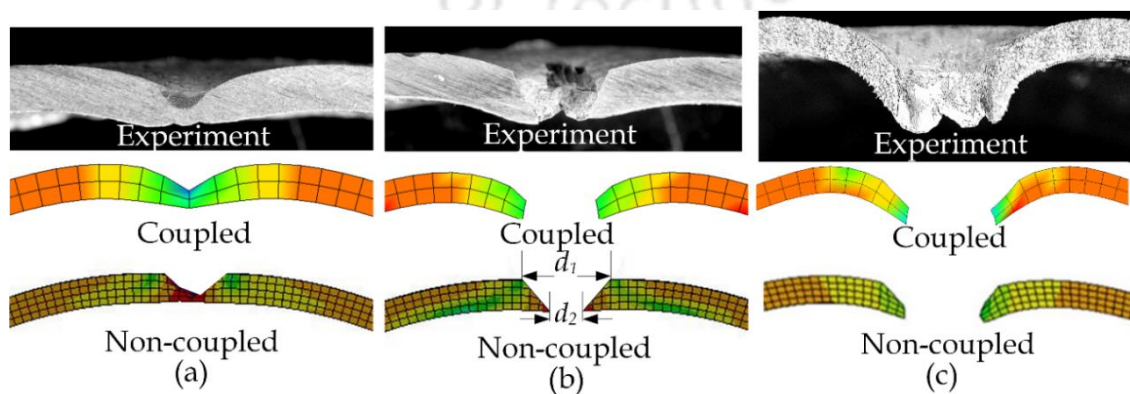 Experiment
Experiment
Experiment
Coupled
Coupled
Coupled
d1
d2
Non-coupled
Non-coupled
Non-coupled
(a)
(b)
(c)